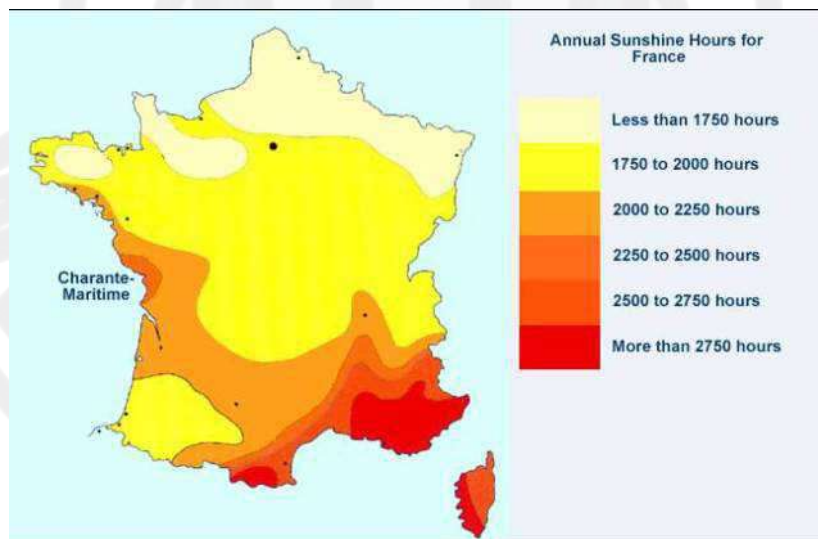 Annual Sunshine Hours for
France
Less than 1750 hours
1750 to 2000 hours
2000 to 2250 hours
2250 to 2500 hours
2500 to 2750 hours
More than 2750 hours
Charante-
Maritime